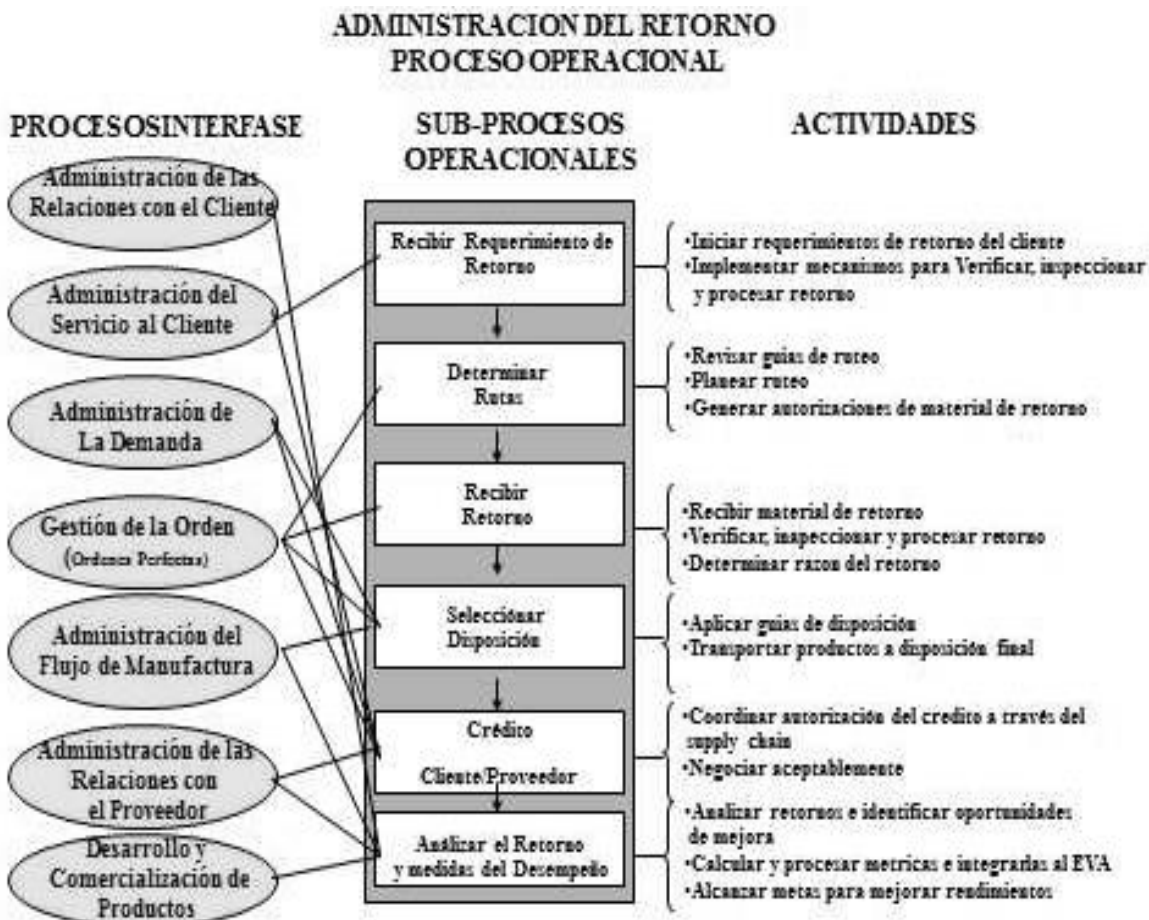 ADMINISTRACION DEL RETORNO
PROCESO OPERACIONAL
PROCESOSINTERFASE
Administración de las
Relaciones con el Cliente
Administración del
Servicio al Cliente
Administración de
La Demanda
Gestión de la Orden
(Ordenes Perfectas)
Administración del
Flujo de Manufactura
Administración de las
Relaciones con
el Proveedor
Desarrollo y
Comercialización de
Productos
SUB-PROCESOS
OPERACIONALES
Recibir Requerimiento de
Retorno
Determinar
Rutas
Recibir
Retorno
Selecciónar
Disposición
Crédito
Cliente/Proveedor
Análizar el Retorno
y medidas del Desempeño
ACTIVIDADES
•Iniciar requerimientos de retorno del cliente
•Implementar mecanismos para Verificar, inspeccionar
y procesar retorno
•Revisar guias de ruteo
•Planear ruteo
•Generar autorizaciones de material de retorno
•Recibir material de retorno
•Verificar, inspeccionar y procesar retorno
•Determinar razon del retorno
•Aplicar guias de disposición
•Transportar productos a disposición final
•Coordinar autorización del credito a través del
supply chain
•Negociar aceptablemente
•Analizar retornos e identificar oportunidades
de mejora
•Calcular y procesar metricas e integrarlas al EVA
•Alcanzar metas para mejorar rendimientos